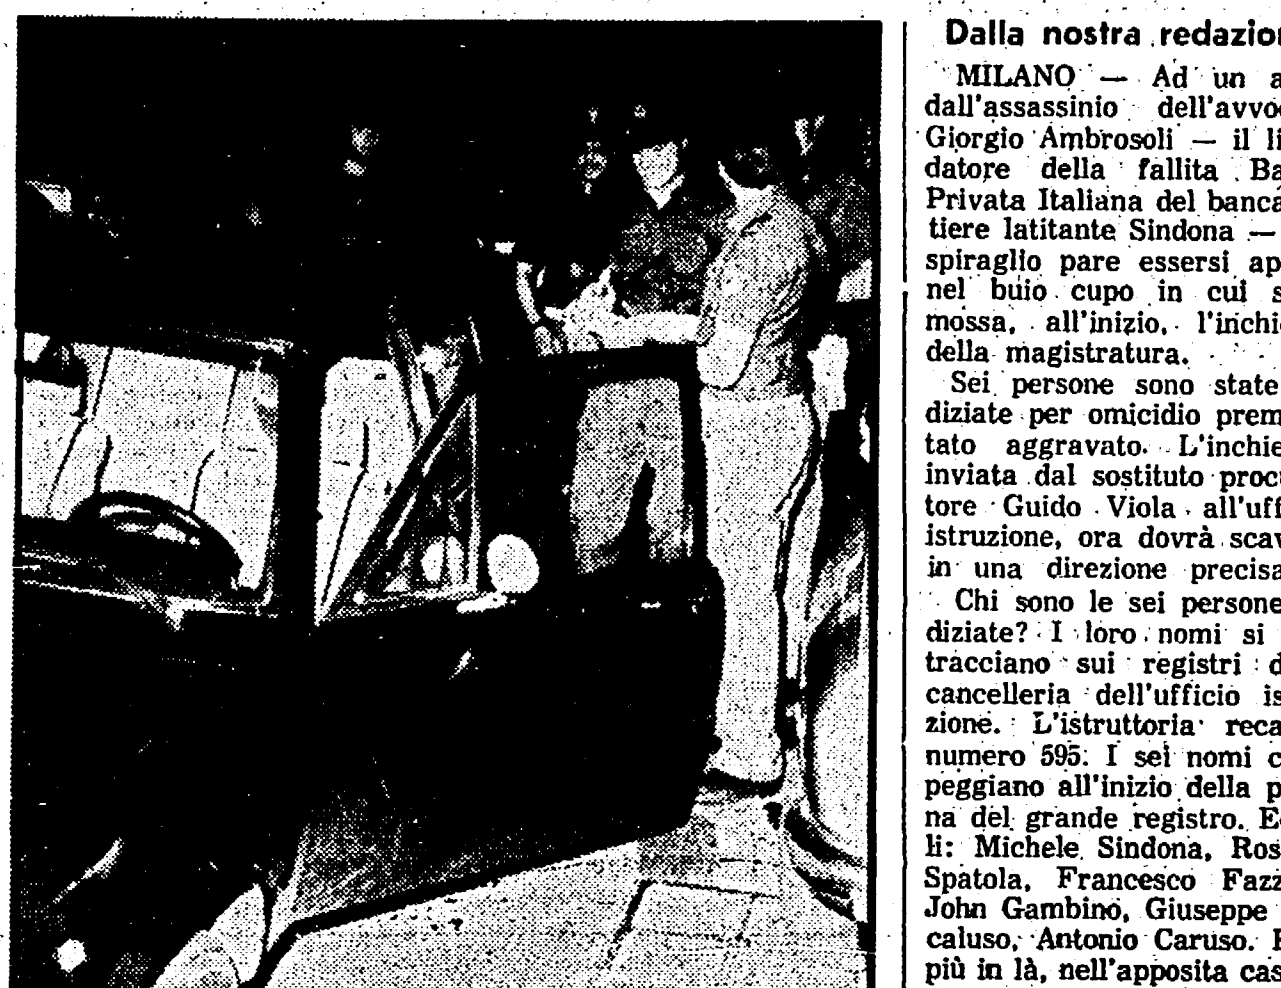 Dalla nostra redazion
MILANO — Ad un a
dall'assassinio dell'avvoc
Giorgio Ambrosoli — il li
datore della fallita Ba
Privata Italiana del banca
tiere latitante Sindona —
spiraglio pare essersi ap
nel buio cupo in cui s
mossa, all'inizio, l'inchi
della magistratura.
Sei persone sono state
diziate per omicidio prem
tato aggravato. L'inchie
inviata dal sostituto procu
tore Guido Viola all'uff
istruzione, ora dovrà scav
in una direzione precisa
Chi sono le sei persone
diziate? I loro nomi si
tracciano sui registri d
cancelleria dell'ufficio is
zione. L'istruttoria reca
numero 595. I sei nomi c
peggiano all'inizio della p
na del grande registro. E
li: Michele Sindona, Ros
Spatola, Francesco Fazz
John Gambino, Giuseppe
caluso, Antonio Caruso. P
più in là, nell'apposita cas